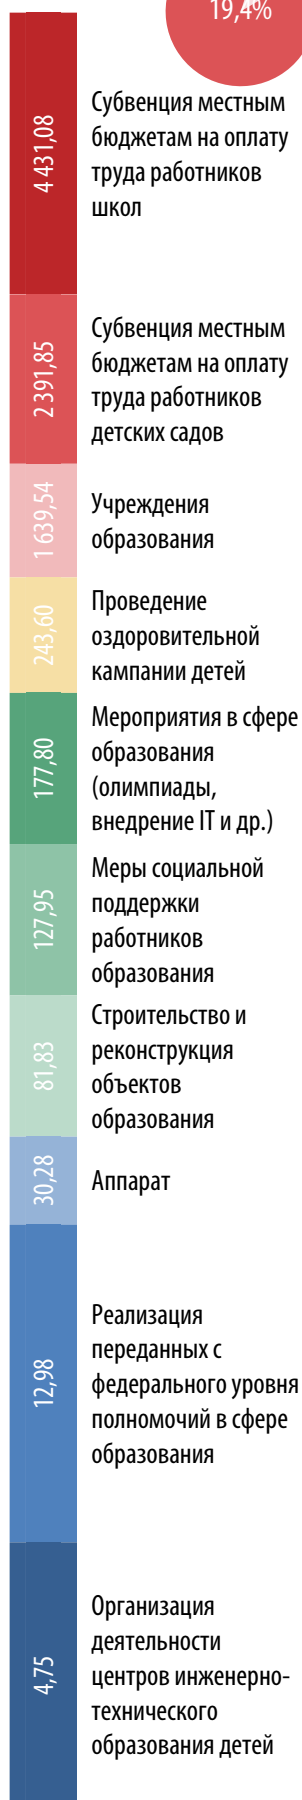 19,4%
4 431,08
Субвенция местным
бюджетам на оплату
труда работников
школ
2 391,85
Субвенция местным
бюджетам на оплату
труда работников
детских садов
1 639,54
Учреждения
образования
243,60
Проведение
оздоровительной
кампании детей
177,80
Мероприятия в сфере
образования
(олимпиады,
внедрение IT и др.)
127,95
Меры социальной
поддержки
работников
образования
81,83
Строительство и
реконструкция
объектов
образования
30,28
Аппарат
12,98
Реализация
переданных с
федерального уровня
полномочий в сфере
образования
4,75
Организация
деятельности
центров инженерно-
технического
образования детей